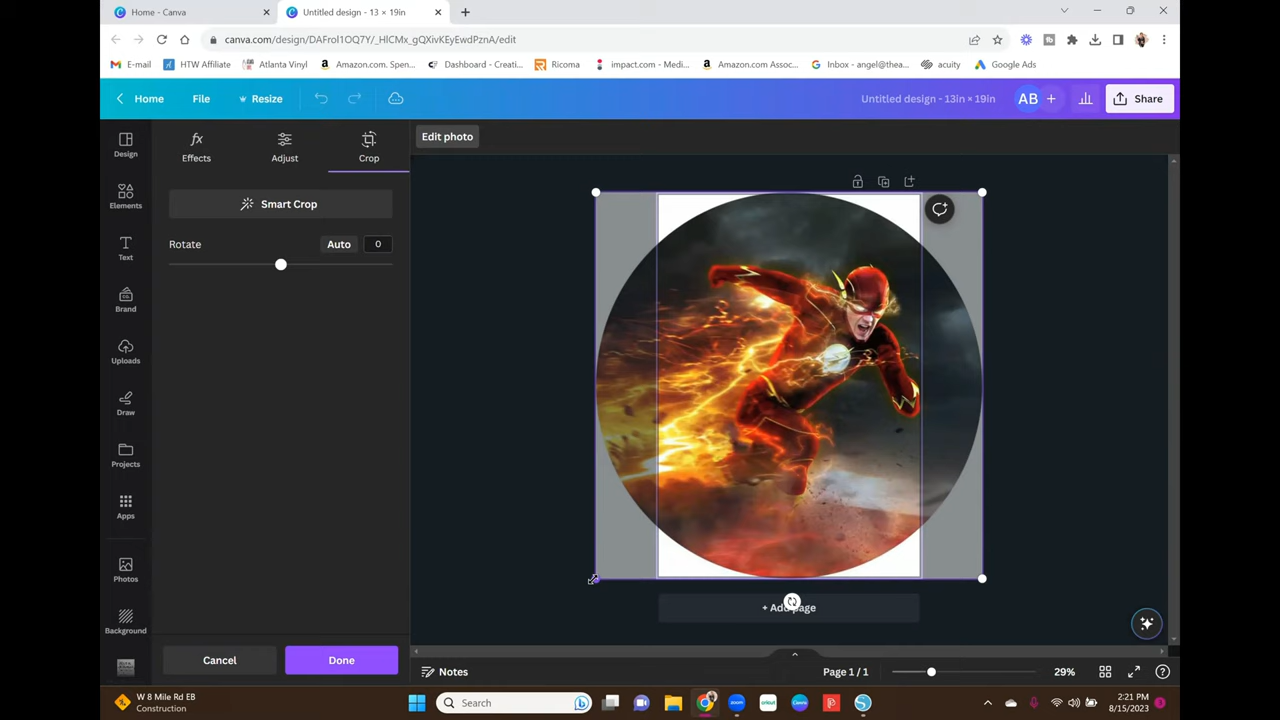 Home - Canva
Untitled design - 13 × 19in
canva.com/design/DAFrol1OQ7Y/_HlCMx_gQXivKEyEwdPznA/edit
E-mail
HTW Affiliate
Atlanta Vinyl
Amazon.com. Spen...
Dashboard - Creati...
Ricoma
impact.com - Medi...
Amazon.com Assoc...
Inbox - angel@thea...
acuity
Google Ads
Home
File
Resize
Untitled design - 13in × 19in
AB
Share
Design
Effects
Adjust
Crop
Edit photo
Elements
Smart Crop
Rotate
Auto
0
Text
Brand
Uploads
Draw
Projects
Apps
Photos
Background
+ Add page
Cancel
Done
Notes
Page 1 / 1
29%
W 8 Mile Rd EB
Construction
Search
zoom
cricut
2:21 PM
8/15/2023